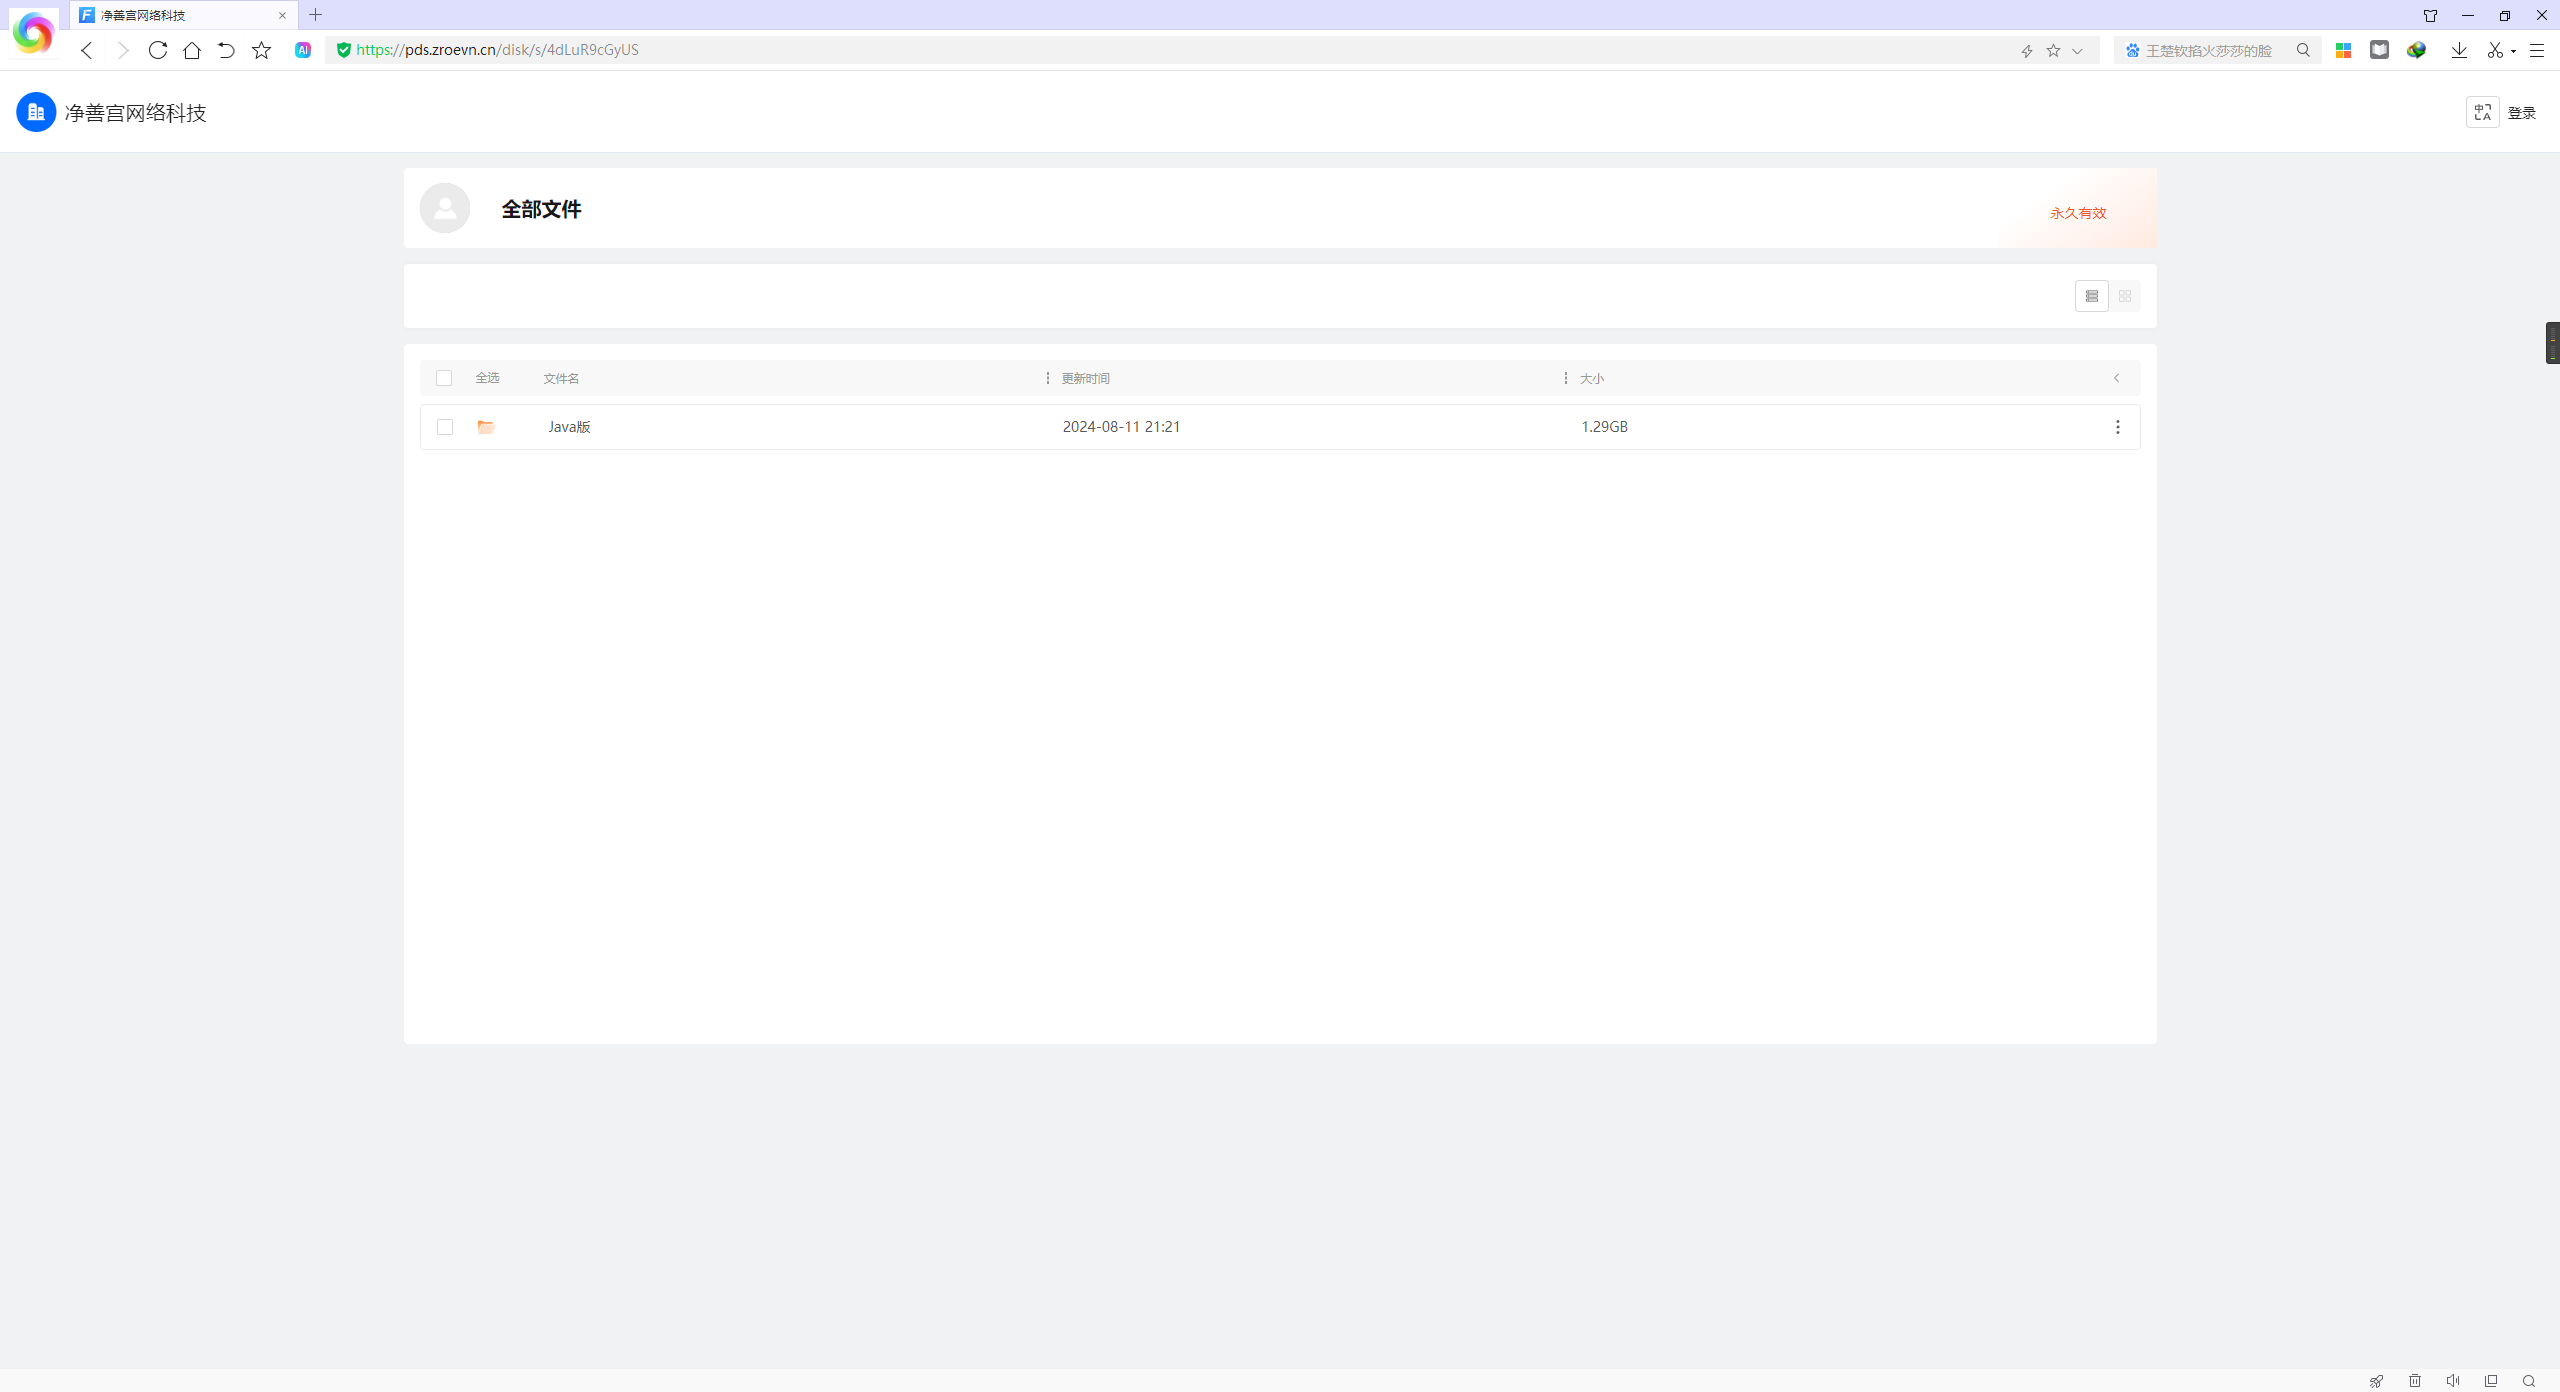 净善宫网络科技
AI
https://pds.zroevn.cn/disk/s/4dLuR9cGyUS
王楚钦掐火莎莎的脸
净善宫网络科技
登录
全部文件
永久有效
全选 文件名 更新时间 大小
Java版 2024-08-11 21:21 1.29GB